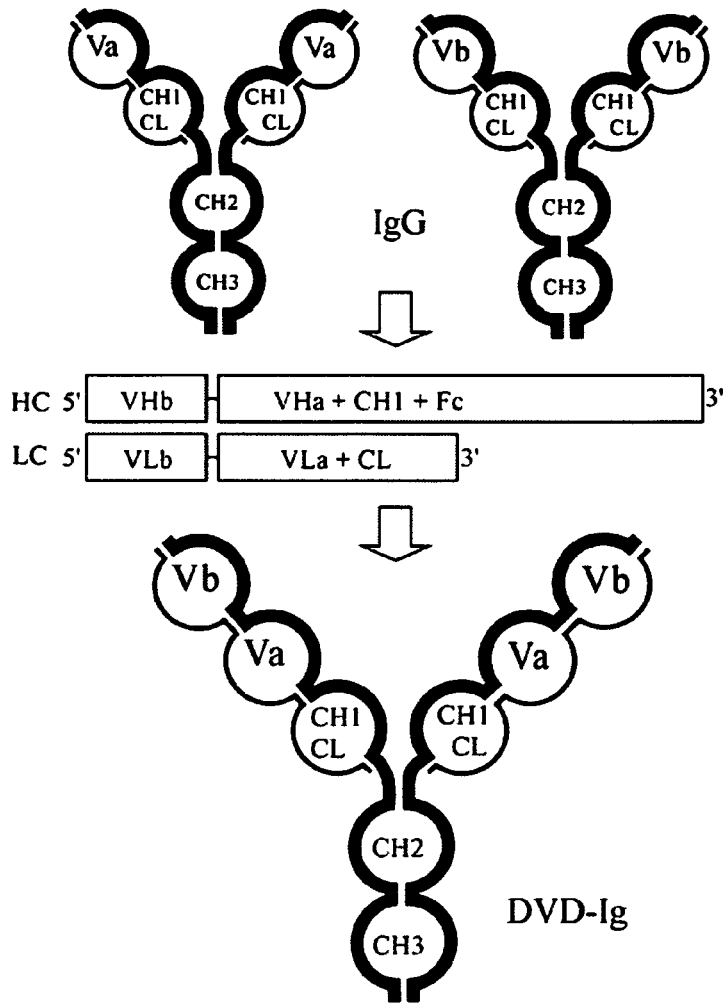 Va Va Vb Vb
CH1 CL CH1 CL CH1 CL CH1 CL
CH2 CH2
IgG
CH3 CH3
HC 5' VHb VHa + CH1 + Fc 3'
LC 5' VLb VLa + CL 3'
Vb Vb
Va Va
CH1 CL CH1 CL
CH2
DVD-Ig
CH3